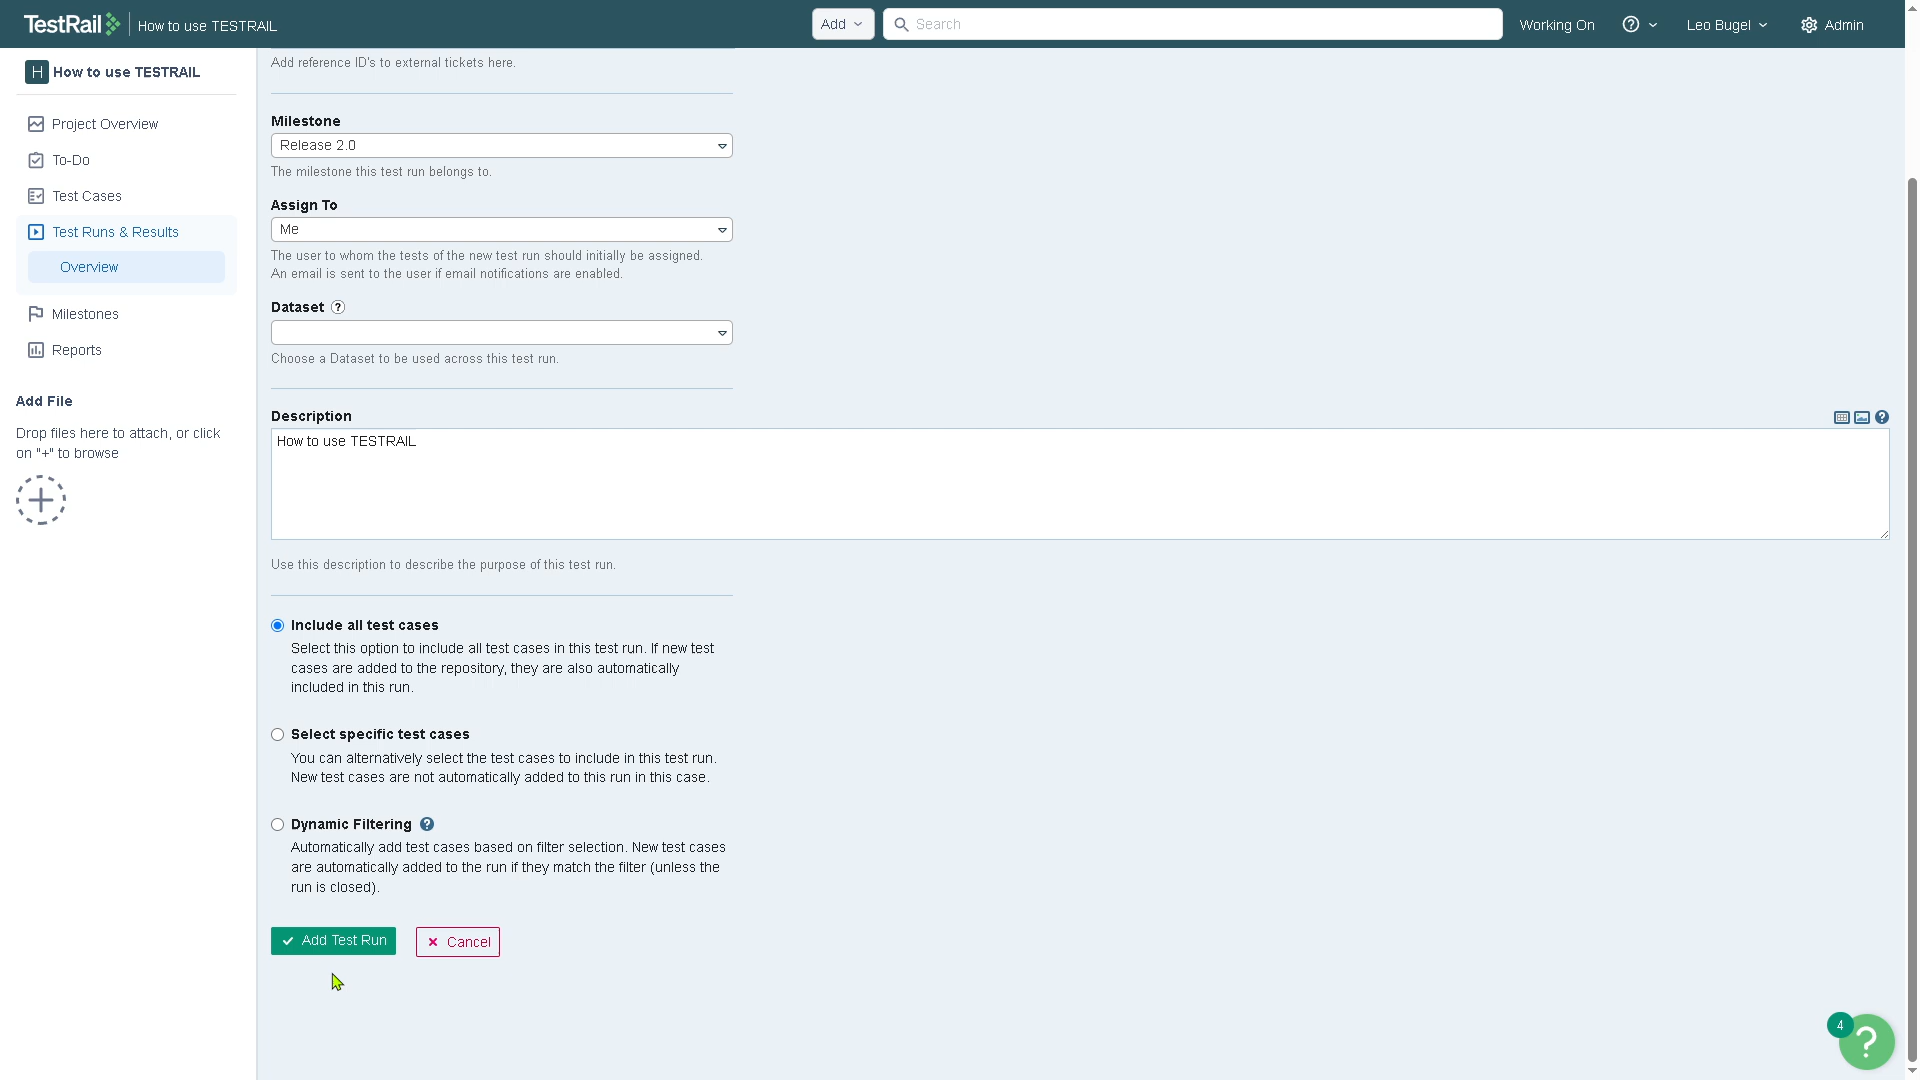 TestRail
How to use TESTRAIL
Add
Search
Working On
Leo Bugel
Admin
H How to use TESTRAIL
Project Overview
To-Do
Test Cases
Test Runs & Results
Overview
Milestones
Reports
Add File
Drop files here to attach, or click
on "+" to browse
Add reference ID's to external tickets here.
Milestone
Release 2.0
The milestone this test run belongs to.
Assign To
Me
The user to whom the tests of the new test run should initially be assigned.
An email is sent to the user if email notifications are enabled.
Dataset ?
Choose a Dataset to be used across this test run.
Description
?
How to use TESTRAIL
Use this description to describe the purpose of this test run.
Include all test cases
Select this option to include all test cases in this test run. If new test
cases are added to the repository, they are also automatically
included in this run.
Select specific test cases
You can alternatively select the test cases to include in this test run.
New test cases are not automatically added to this run in this case.
Dynamic Filtering ?
Automatically add test cases based on filter selection. New test cases
are automatically added to the run if they match the filter (unless the
run is closed).
Add Test Run
Cancel
4
?